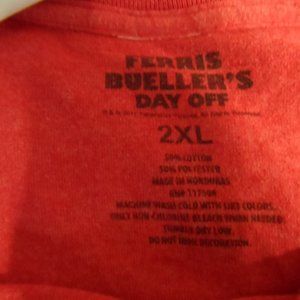 FERRIS
BUELLER'S
DAY OFF
2XL
50% COTTON
50% POLYESTER
MADE IN HONDURAS
MACHINE WASH COLD WITH LIKE COLORS.
ONLY NON-CHLORINE BLEACH WHEN NEEDED.
TUMBLE DRY LOW.
DO NOT IRON DECORATION.